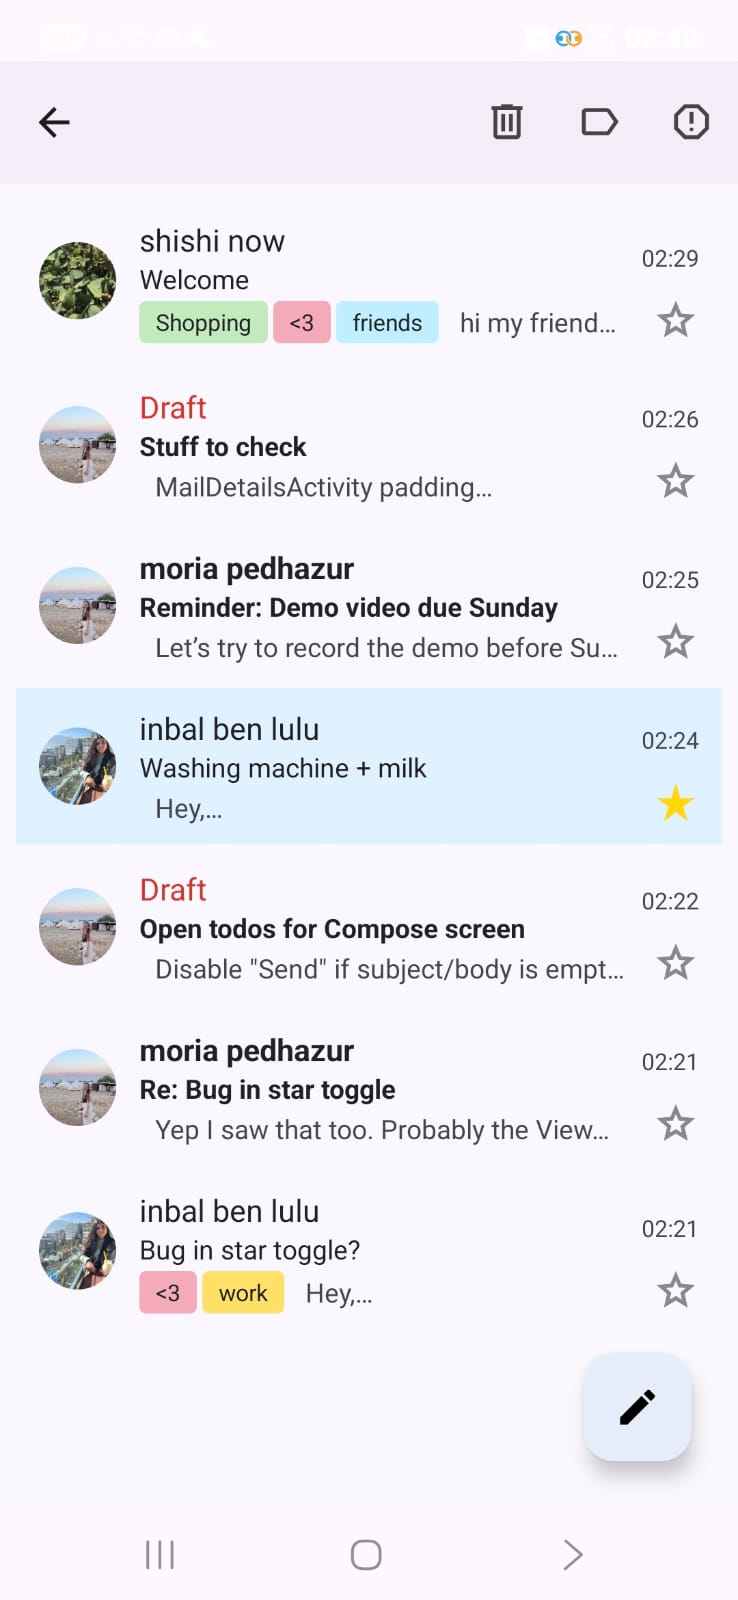 shishi now
02:29
Welcome
Shopping <3 friends hi my friend...
Draft
02:26
Stuff to check
MailDetailsActivity padding...
moria pedhazur
02:25
Reminder: Demo video due Sunday
Let’s try to record the demo before Su...
inbal ben lulu
02:24
Washing machine + milk
Hey,...
Draft
02:22
Open todos for Compose screen
Disable "Send" if subject/body is empt...
moria pedhazur
02:21
Re: Bug in star toggle
Yep I saw that too. Probably the View...
inbal ben lulu
02:21
Bug in star toggle?
<3 work Hey,...